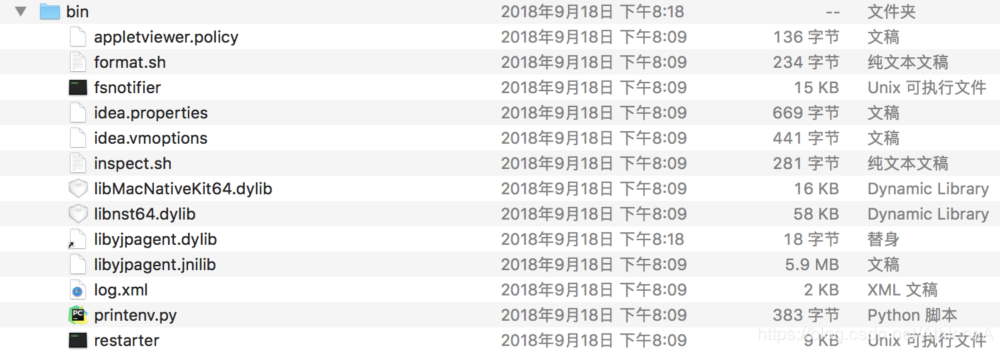 bin 2018年9月18日 下午8:18 -- 文件夹
appletviewer.policy 2018年9月18日 下午8:09 136 字节 文稿
format.sh 2018年9月18日 下午8:09 234 字节 纯文本文稿
fsnotifier 2018年9月18日 下午8:09 15 KB Unix 可执行文件
idea.properties 2018年9月18日 下午8:09 669 字节 文稿
idea.vmoptions 2018年9月18日 下午8:09 441 字节 文稿
inspect.sh 2018年9月18日 下午8:09 281 字节 纯文本文稿
libMacNativeKit64.dylib 2018年9月18日 下午8:09 16 KB Dynamic Library
libnst64.dylib 2018年9月18日 下午8:09 58 KB Dynamic Library
libyjpagent.dylib 2018年9月18日 下午8:18 18 字节 替身
libyjpagent.jnilib 2018年9月18日 下午8:09 5.9 MB 文稿
log.xml 2018年9月18日 下午8:09 2 KB XML 文稿
PC printenv.py 2018年9月18日 下午8:09 383 字节 Python 脚本
restarter 2018年9月18日 下午8:09 9 KB Unix 可执行文件